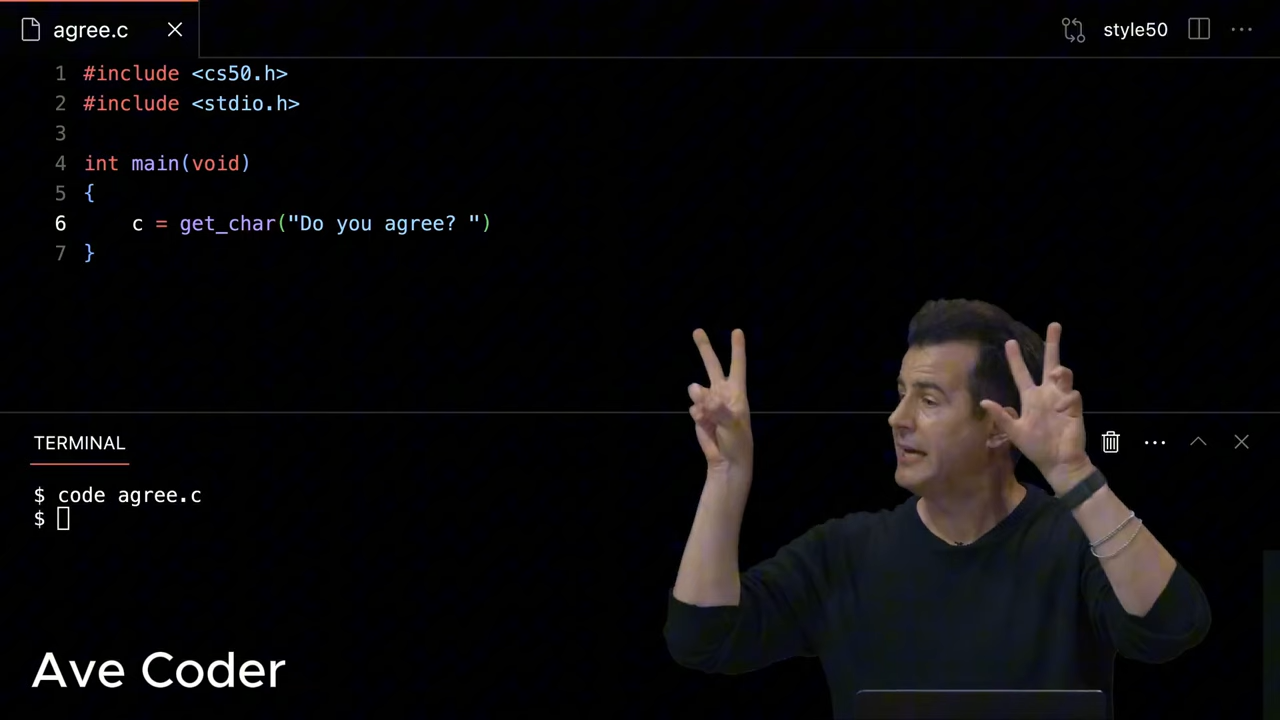 agree.c
style50
1 #include <cs50.h>
2 #include <stdio.h>
3
4 int main(void)
5 {
6     c = get_char("Do you agree? ")
7 }
TERMINAL
$ code agree.c
$
Ave Coder